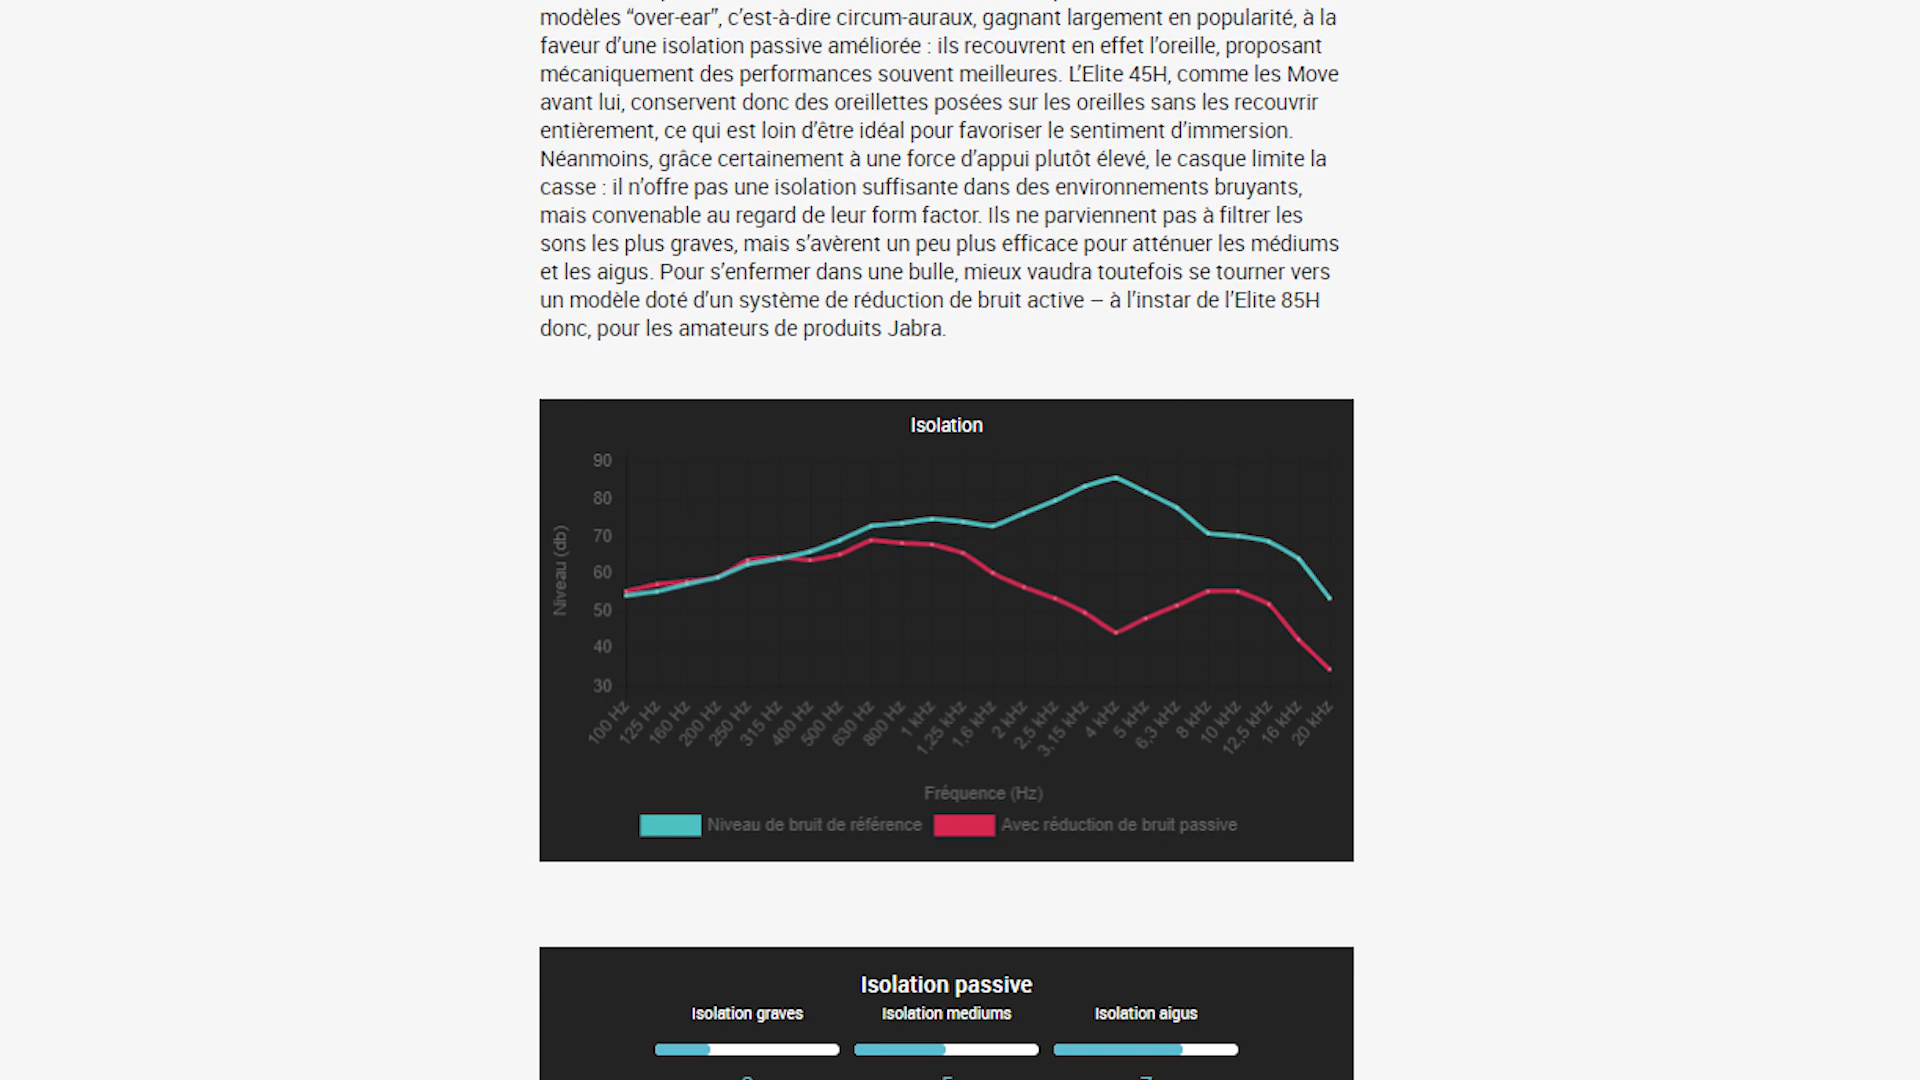 modèles “over-ear”, c’est-à-dire circum-auraux, gagnant largement en popularité, à la
faveur d’une isolation passive améliorée : ils recouvrent en effet l’oreille, proposant
mécaniquement des performances souvent meilleures. L’Elite 45H, comme les Move
avant lui, conservent donc des oreillettes posées sur les oreilles sans les recouvrir
entièrement, ce qui est loin d’être idéal pour favoriser le sentiment d’immersion.
Néanmoins, grâce certainement à une force d’appui plutôt élevé, le casque limite la
casse : il n’offre pas une isolation suffisante dans des environnements bruyants,
mais convenable au regard de leur form factor. Ils ne parviennent pas à filtrer les
sons les plus graves, mais s’avèrent un peu plus efficace pour atténuer les médiums
et les aigus. Pour s’enfermer dans une bulle, mieux vaudra toutefois se tourner vers
un modèle doté d’un système de réduction de bruit active – à l’instar de l’Elite 85H
donc, pour les amateurs de produits Jabra.
Isolation
90
80
70
60
50
40
30
Niveau (db)
100 Hz
125 Hz
160 Hz
200 Hz
250 Hz
315 Hz
400 Hz
500 Hz
630 Hz
800 Hz
1 kHz
1,25 kHz
1,6 kHz
2 kHz
2,5 kHz
3,15 kHz
4 kHz
5 kHz
6,3 kHz
8 kHz
10 kHz
12,5 kHz
16 kHz
20 kHz
Fréquence (Hz)
Niveau de bruit de référence
Avec réduction de bruit passive
Isolation passive
Isolation graves
Isolation mediums
Isolation aigus